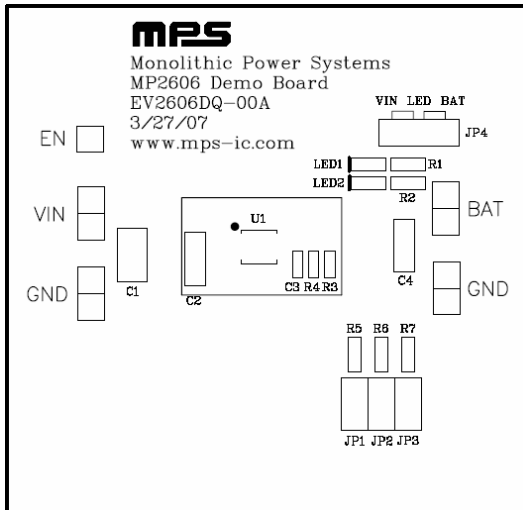 mps
Monolithic Power Systems
MP2606 Demo Board
EV2606DQ-00A
3/27/07
www.mps-ic.com
VIN LED BAT
JP4
EN
LED1 R1
LED2 R2
VIN
BAT
U1
GND
GND
C1
C2
C3 R4 R3
C4
R5 R6 R7
JP1 JP2 JP3